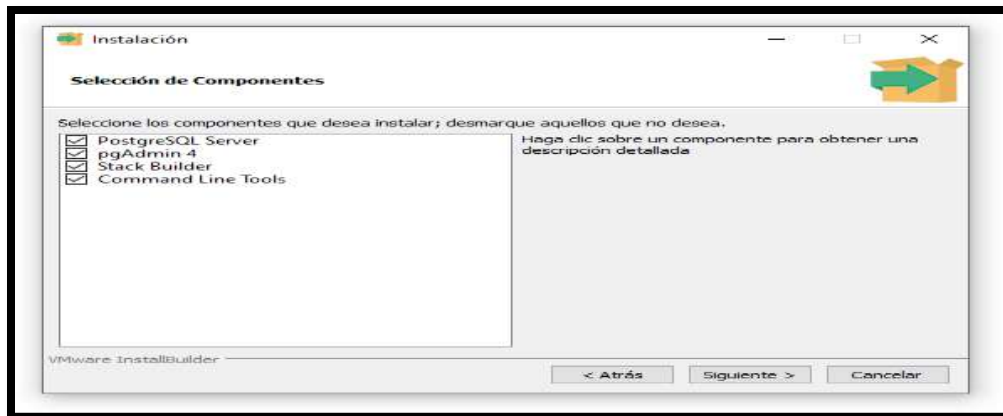 Instalación
Selección de Componentes
Seleccione los componentes que desea instalar; desmarque aquellos que no desea.
PostgreSQL Server
pgAdmin 4
Stack Builder
Command Line Tools
Haga clic sobre un componente para obtener una
descripción detallada
VMware InstallBuilder
< Atrás
Siguiente >
Cancelar